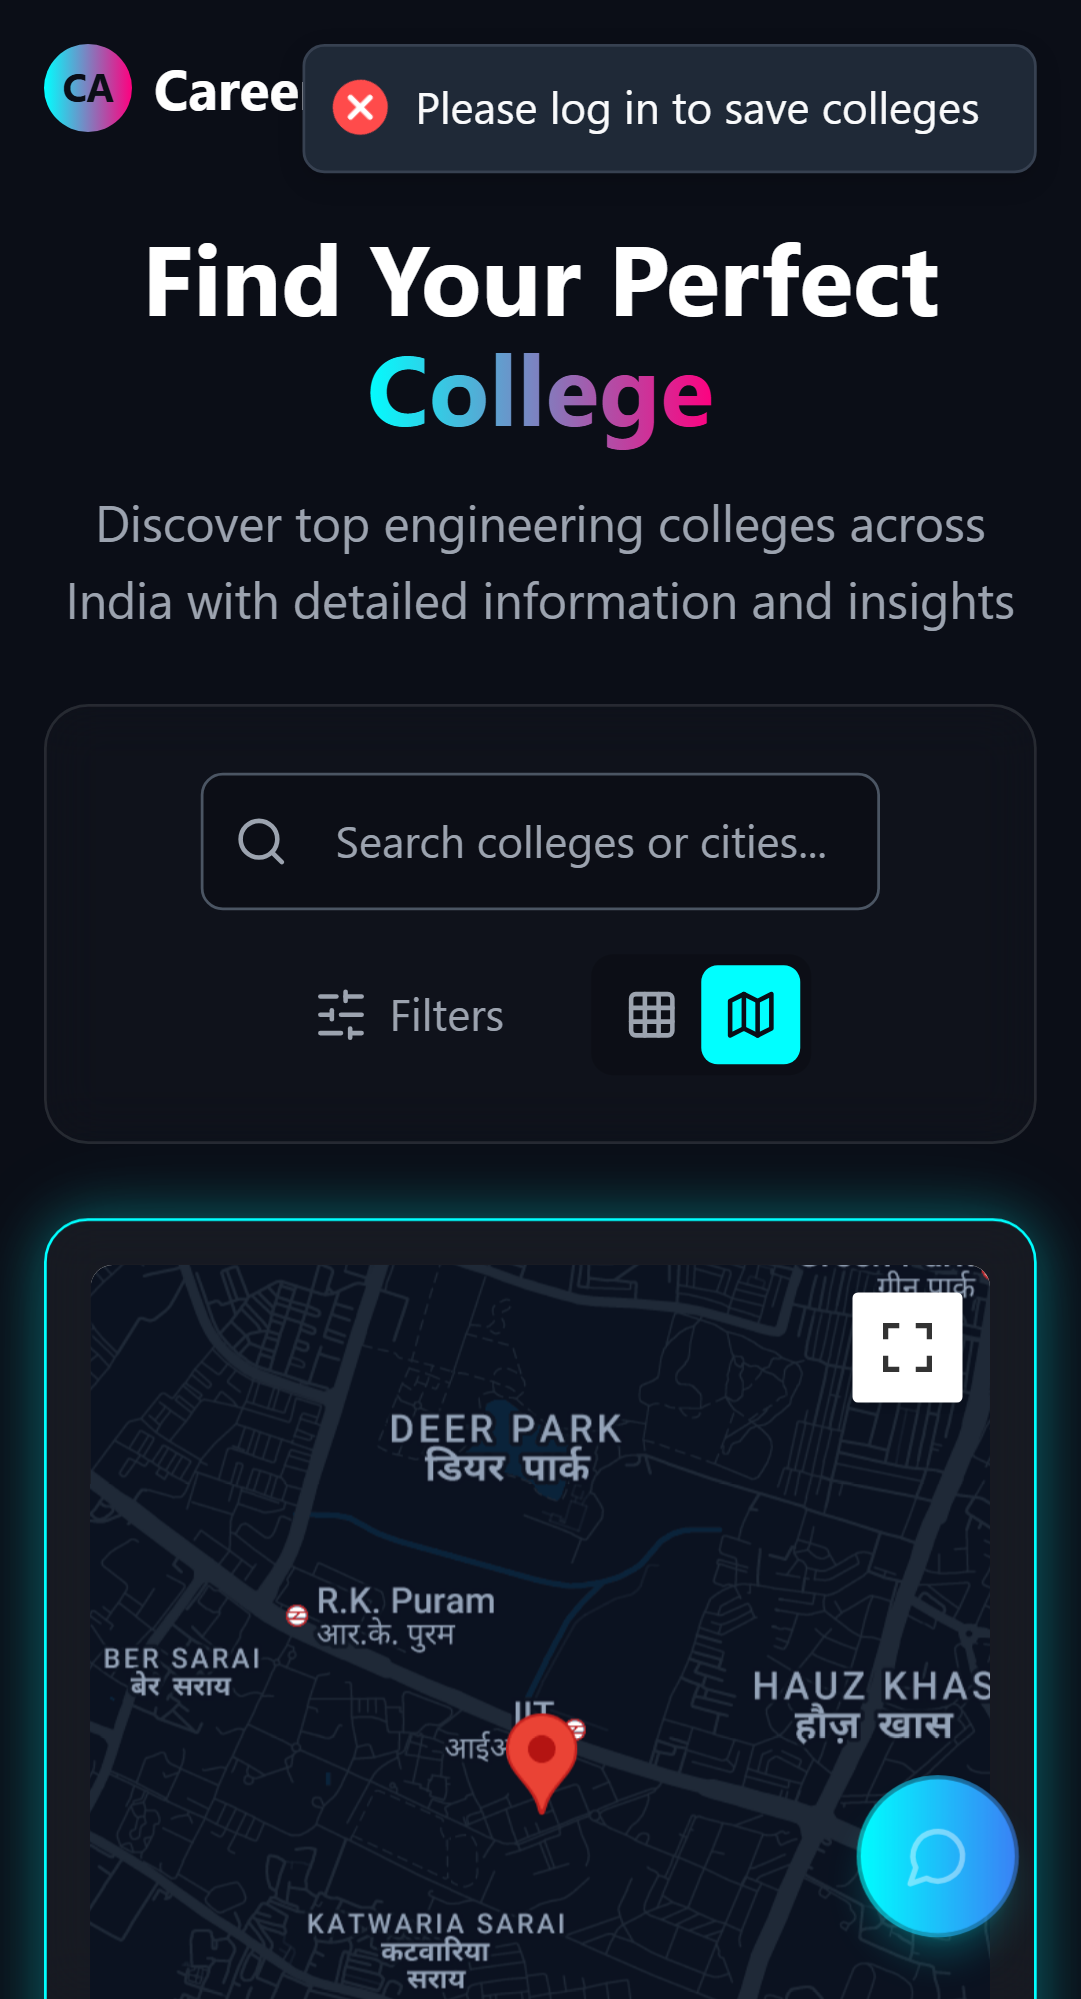 CA
Please log in to save colleges
Find Your Perfect
College
Discover top engineering colleges across
India with detailed information and insights
Search colleges or cities...
Filters
ग्रीन पार्क
DEER PARK
डियर पार्क
R.K. Puram
आर.के. पुरम
BER SARAI
बेर सराय
HAUZ KHAS
हौज़ खास
IIT
KATWARIA SARAI
कटवारिया
सराय